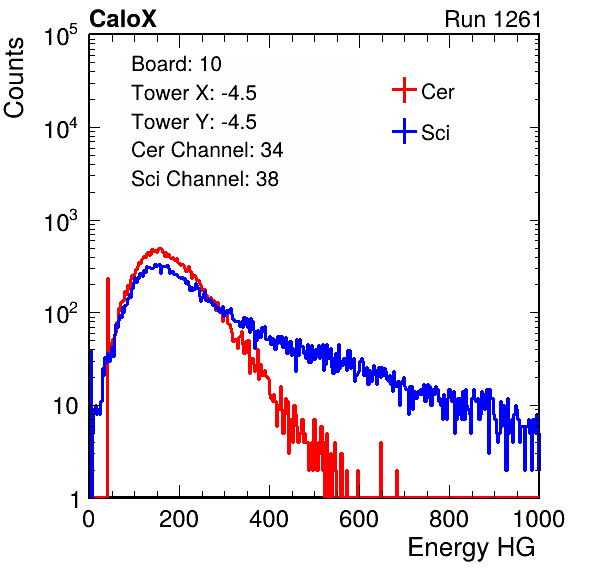 CaloX Run 1261
Counts
Board: 10
Tower X: -4.5
Tower Y: -4.5
Cer Channel: 34
Sci Channel: 38
Cer
Sci
10^5
10^4
10^3
10^2
10
1
0 200 400 600 800 1000
Energy HG